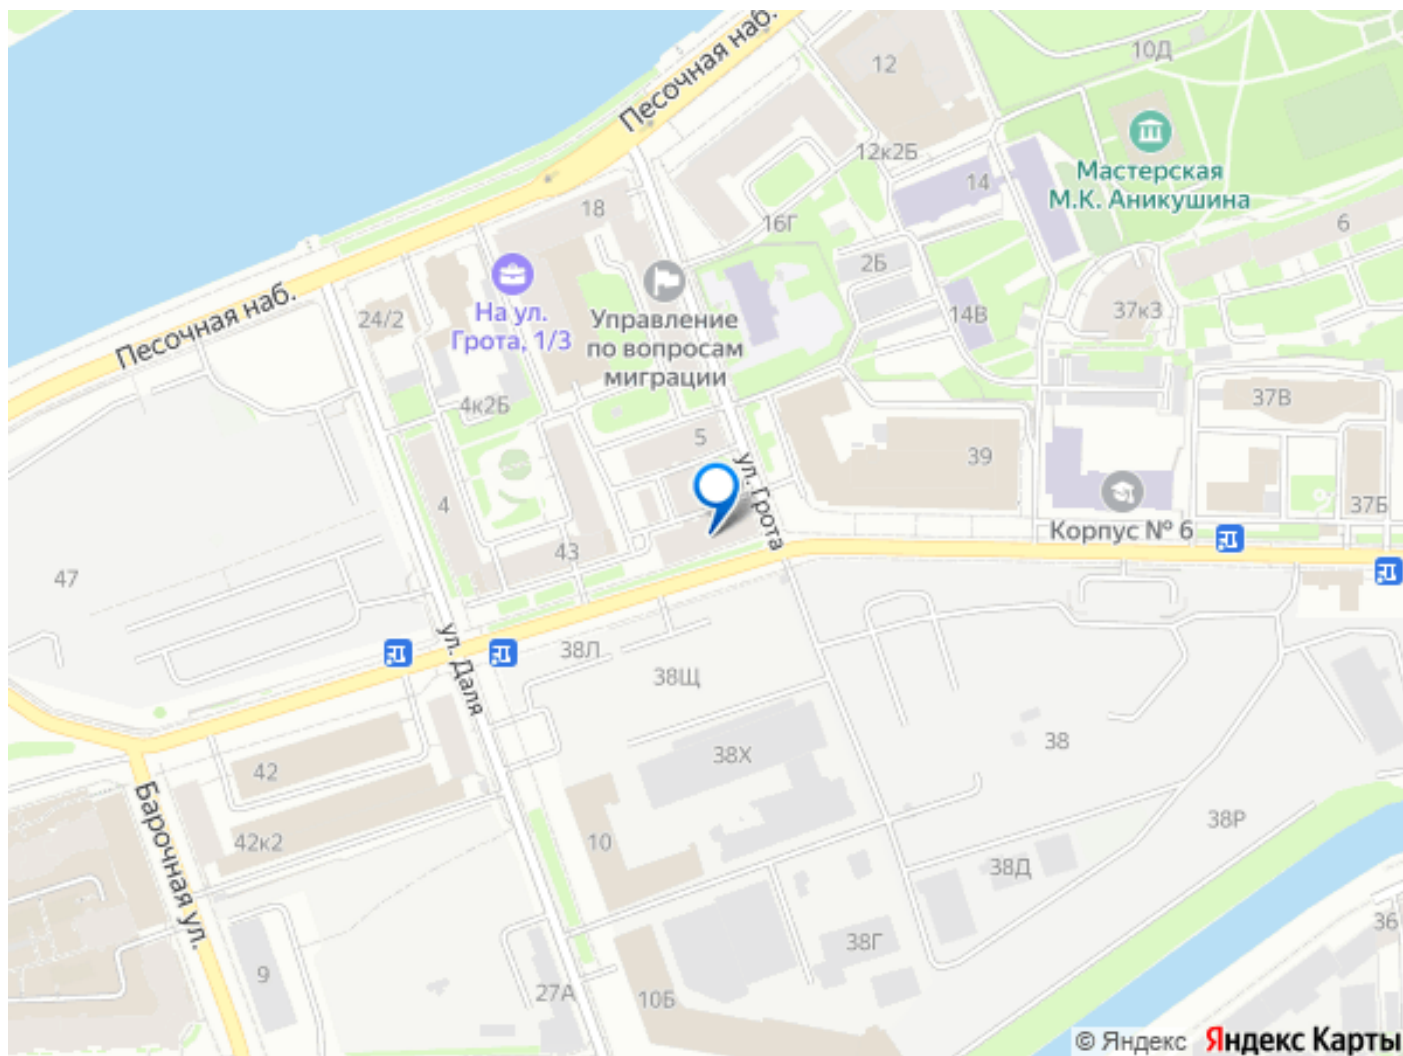 Песочная наб.
12
10Д
Мастерская
М.К. Аникушина
12к2Б
14
18
16Г
6
2Б
На ул.
Грота, 1/3
Управление
по вопросам
миграции
Песочная наб.
24/2
14В
37к3
4к2Б
37В
5
ул. Грота
39
4
37Б
Корпус № 6
43
47
ул. Даля
38Л
38Щ
38Х
38
42
Барочная ул.
42к2
10
38Р
38Д
36
38Г
9
27А
10Б
© Яндекс Яндекс Карты